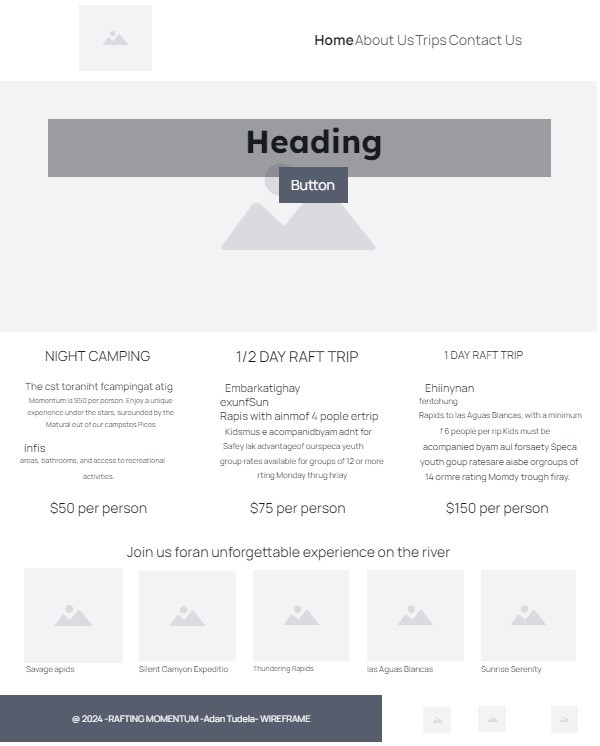 Home About Us Trips Contact Us
Heading
Button
NIGHT CAMPING
The cst toraniht fcampingat atig
Momentum is S50 per person. Enjoy a unique
experience under the stars, surounded by the
Matural eut of our campstes Pices
infis
areas, bathrooms, and access to recreational
activities.
$50 per person
1/2 DAY RAFT TRIP
Embarkatighay
exunfSun
Rapis with ainmof 4 pople ertrip
Kidsmus e acompanidbyam adnt for
Safey lak advantageof ourspeca yeuth
group rates available for groups of 12 or more
rting Monday thrug hrlay
$75 per person
1 DAY RAFT TRIP
Ehiinynan
fentohung
Rapids to las Aguas Blancas, with a minimum
f 6 people per rip Kids must be
acompanied byam aul forsaety Speca
youth goup ratesare aiabe orgroups of
14 ormre rating Momdy trough firay.
$150 per person
Join us foran unforgettable experience on the river
Savage apids
Silent Camyon Expeditio
Thundering Rapids
las Aguas Blancas
Sunrise Serenity
@ 2024 -RAFTING MOMENTUM -Adan Tudela- WIREFRAME